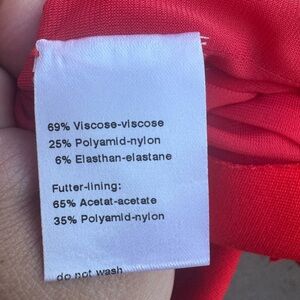 69% Viscose-viscose
25% Polyamid-nylon
6% Elasthan-elastane
Futter-lining:
65% Acetat-acetate
35% Polyamid-nylon
do not wash